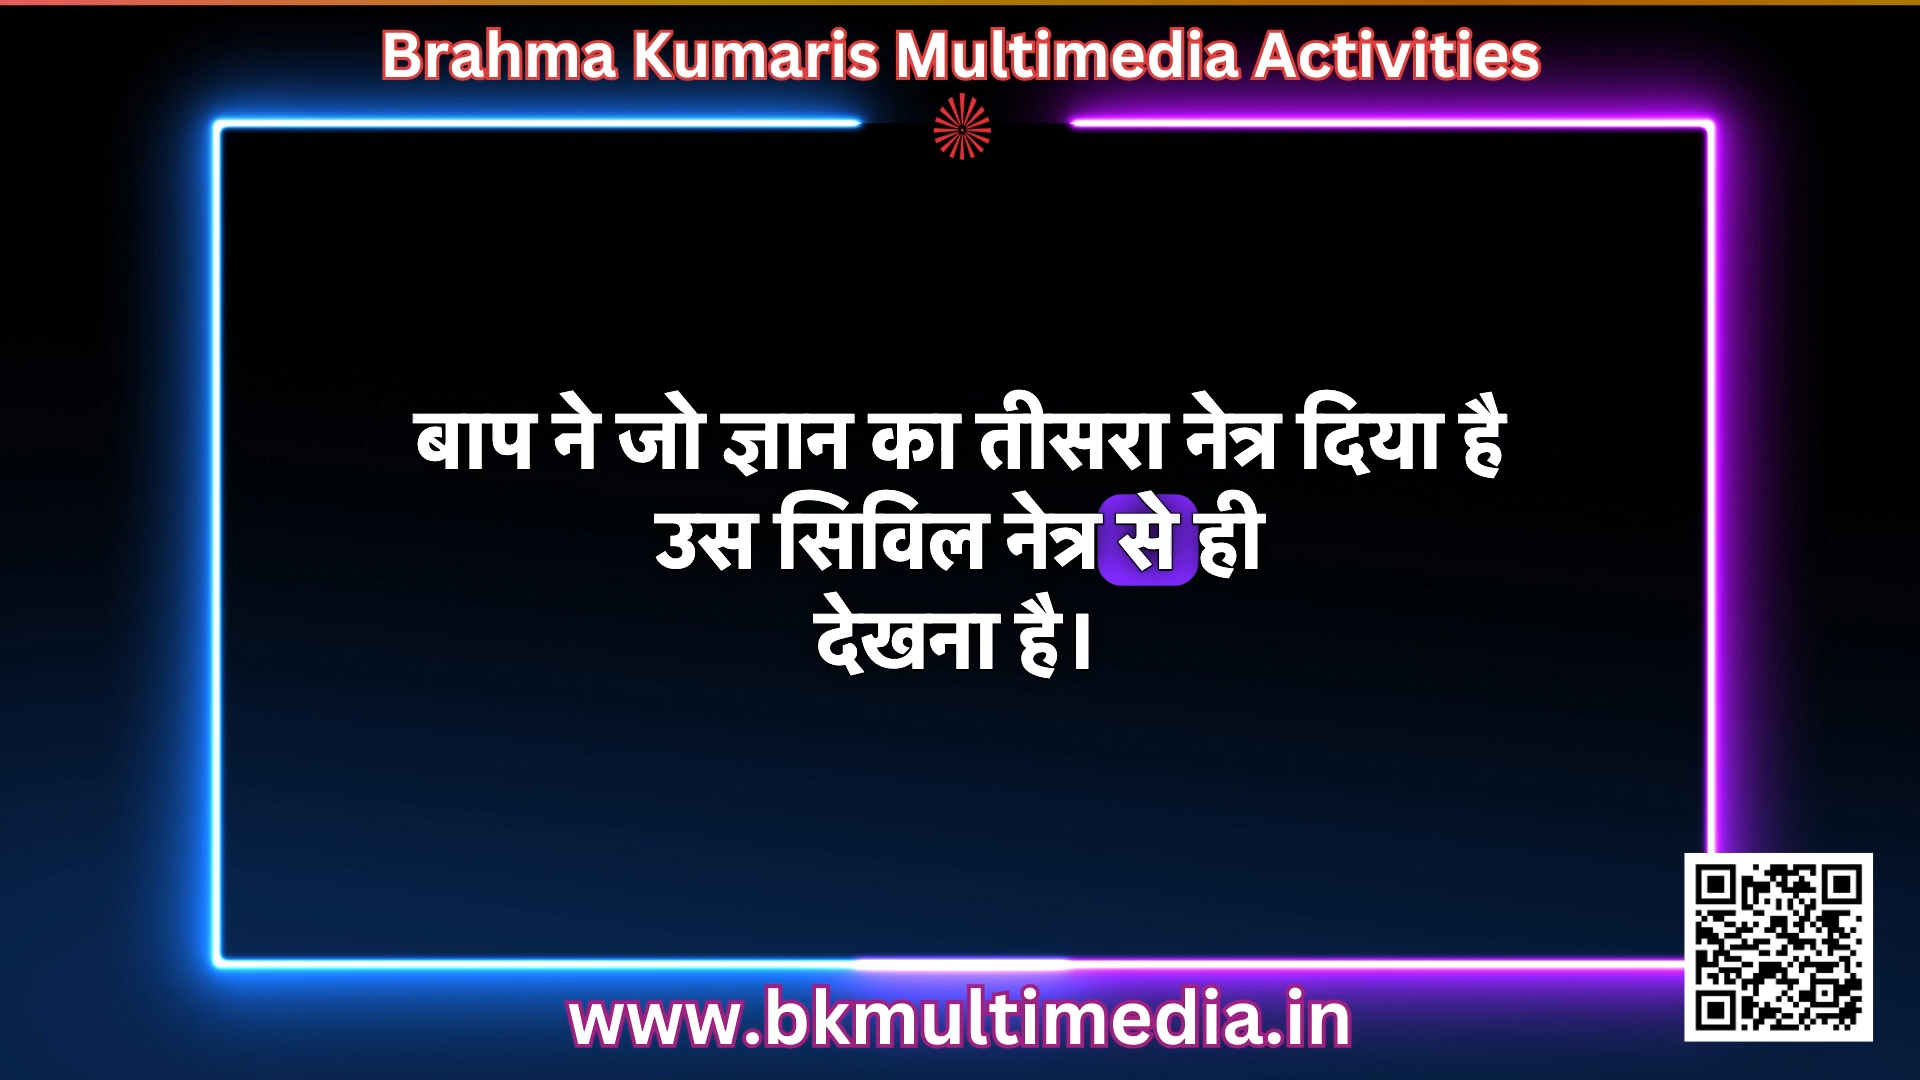 Brahma Kumaris Multimedia Activities
बाप ने जो ज्ञान का तीसरा नेत्र दिया है
उस सिविल नेत्र से ही
देखना है।
www.bkmultimedia.in